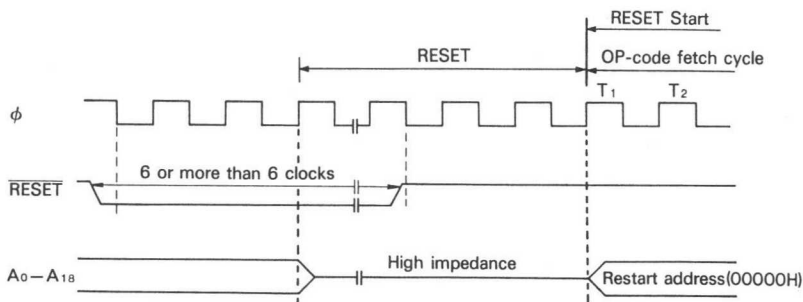 RESET Start
RESET
OP-code fetch cycle
T1 T2
φ
6 or more than 6 clocks
RESET
High impedance
A0–A18
Restart address(00000H)